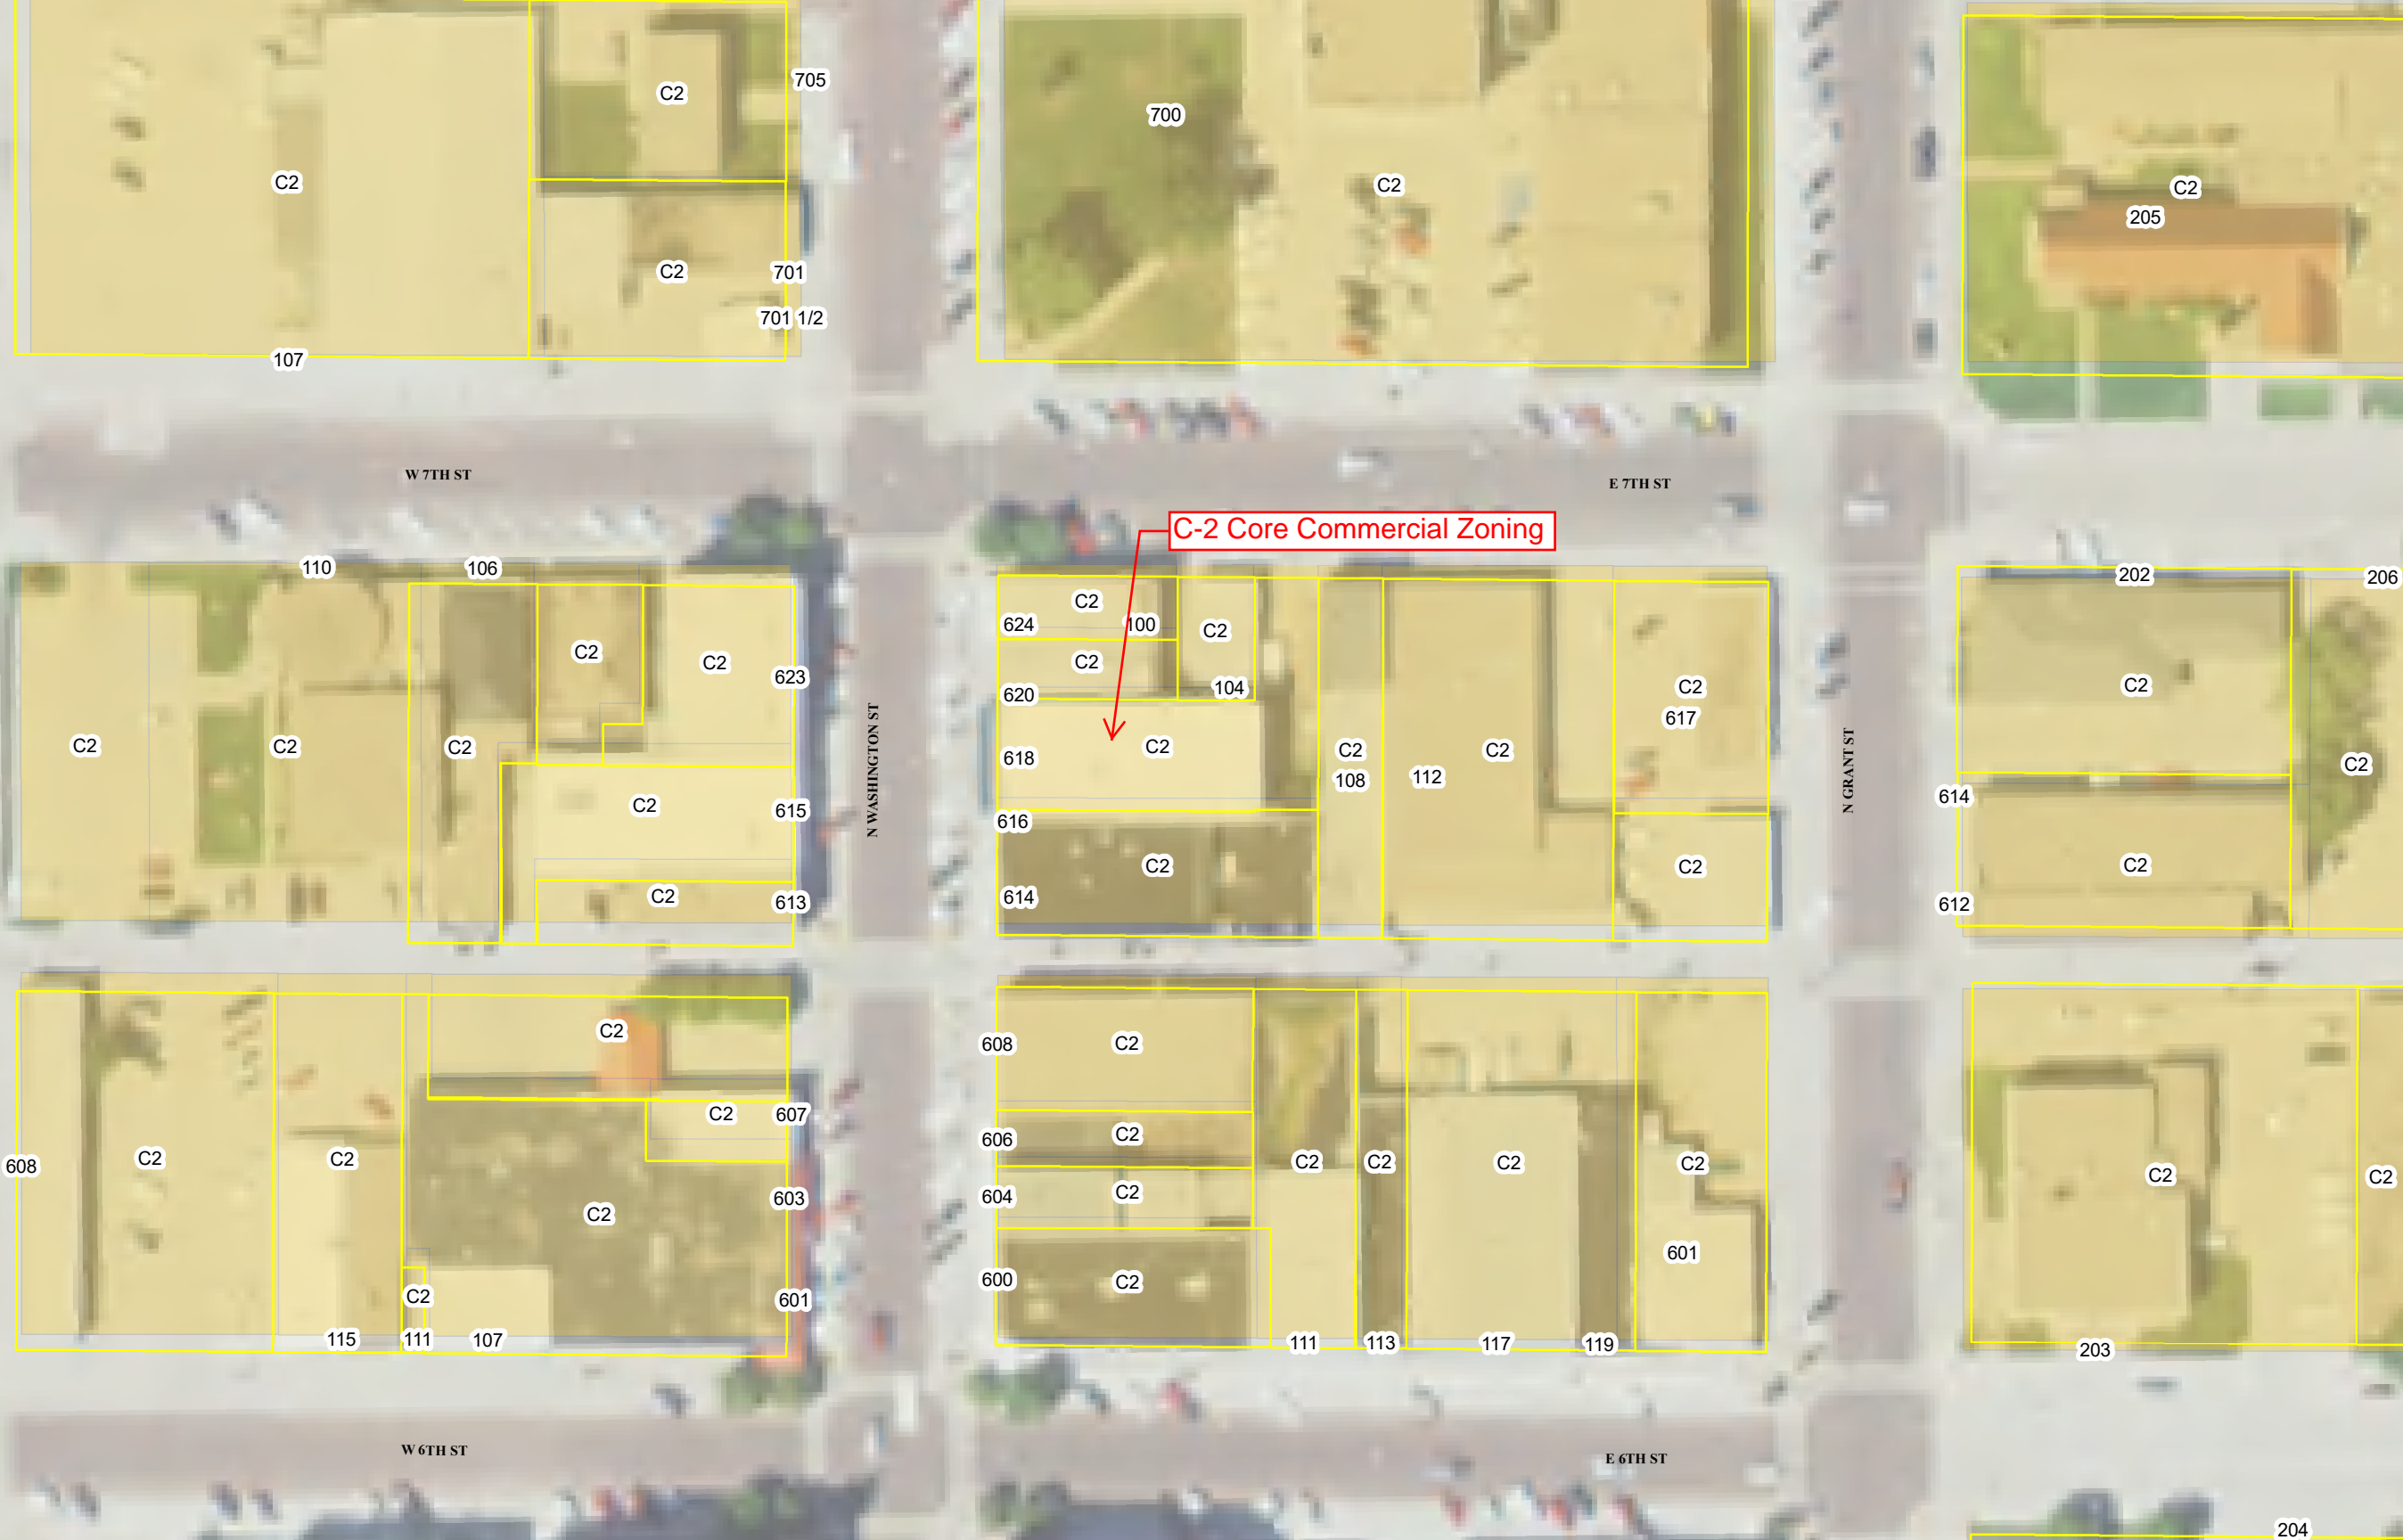 705
C2
700
C2
C2
C2
205
C2
701
701 1/2
107
W 7TH ST
E 7TH ST
C-2 Core Commercial Zoning
110
106
202
206
C2
624
100
C2
C2
C2
C2
620
104
623
C2
617
C2
N WASHINGTON ST
N GRANT ST
C2
C2
C2
618
C2
C2
108
112
C2
C2
614
C2
615
616
C2
613
C2
614
C2
C2
612
C2
608
C2
C2
607
606
C2
608
C2
C2
C2
C2
C2
C2
C2
C2
603
604
C2
C2
601
C2
601
600
C2
115
111
107
111
113
117
119
203
W 6TH ST
E 6TH ST
204